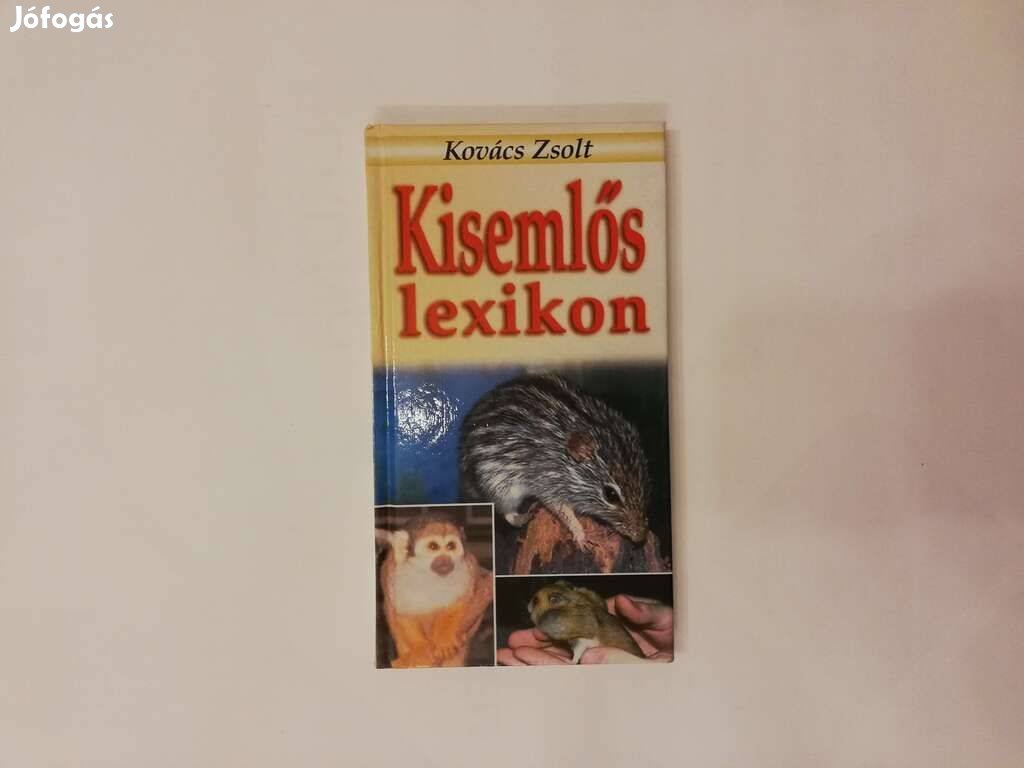 Jófogás
Kovács Zsolt
Kisemlős
lexikon